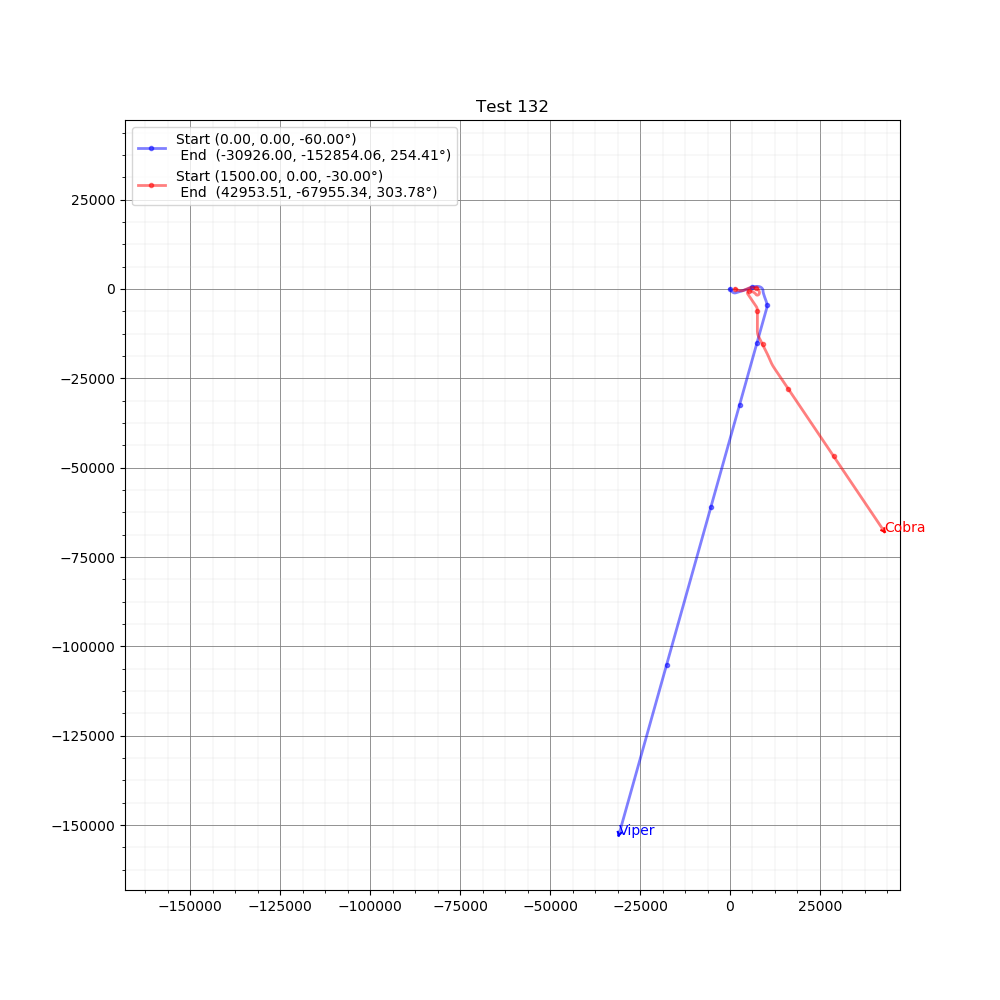 Test 132
Start (0.00, 0.00, -60.00°)
End  (-30926.00, -152854.06, 254.41°)
Start (1500.00, 0.00, -30.00°)
End  (42953.51, -67955.34, 303.78°)
25000
0
−25000
−50000
−75000
−100000
−125000
−150000
Cobra
Viper
−150000 −125000 −100000 −75000 −50000 −25000 0 25000